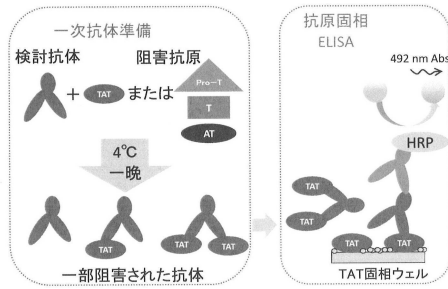 一次抗体準備
検討抗体
阻害抗原
+
TAT
または
Pro-T
T
AT
4℃
一晩
TAT
TAT
TAT
一部阻害された抗体
抗原固相
ELISA
492 nm Abs
HRP
TAT
TAT
TAT
TAT
TAT固相ウェル